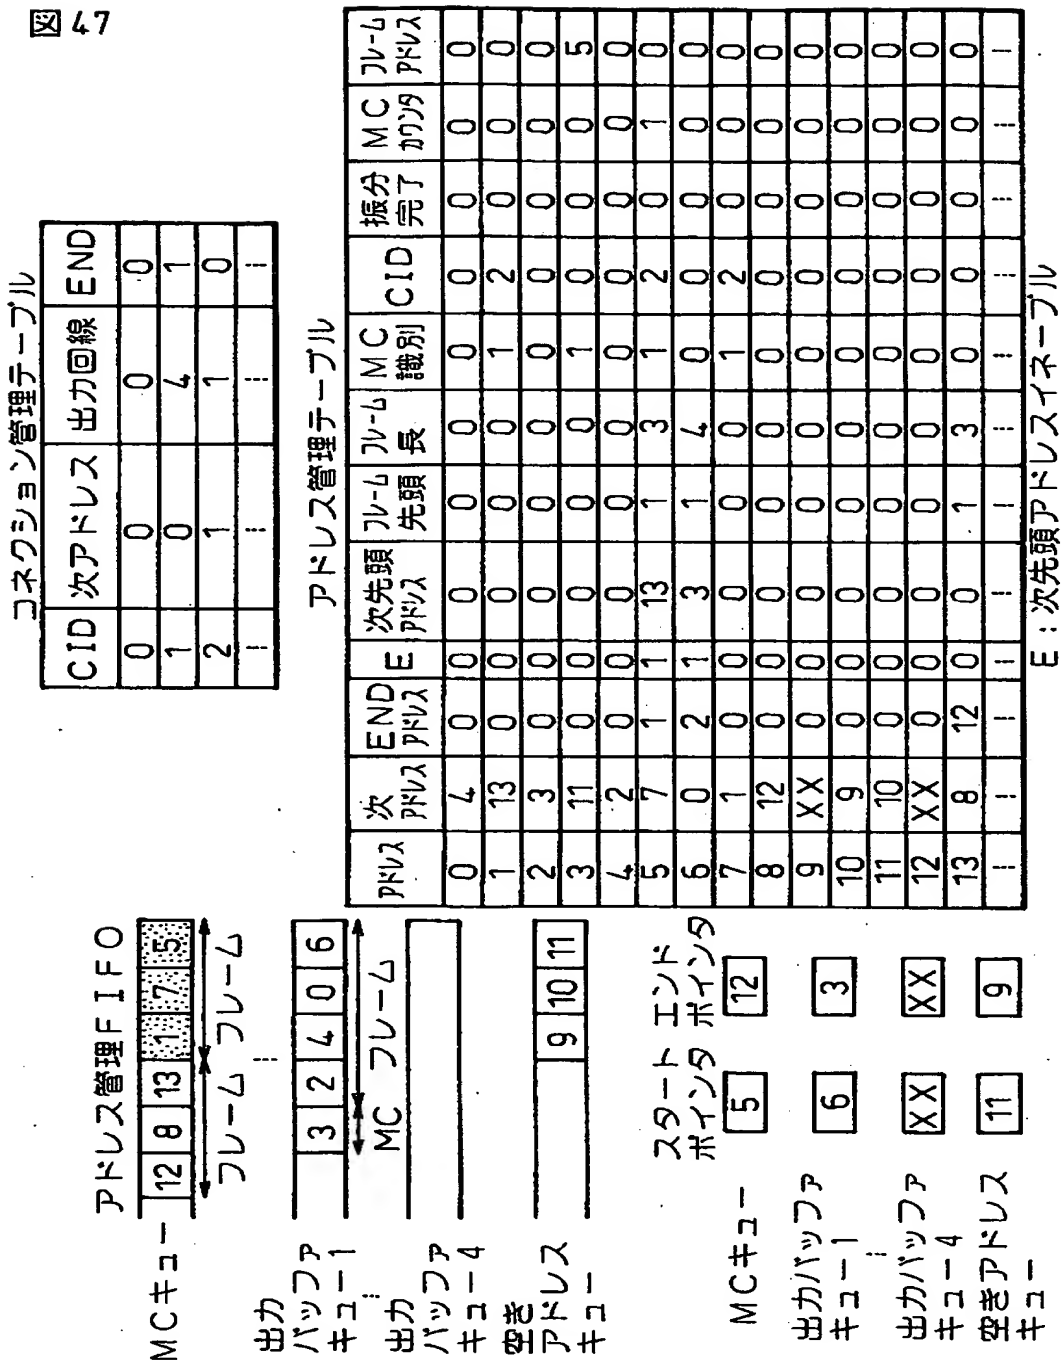 図47
アドレス管理FIFO
MCキュー 12 8 13 1 7 5
フレーム フレーム
出力バッファキュー1 3 2 4 0 6
MC フレーム
出力バッファキュー4
空きアドレスキュー 9 10 11
スタートポインタ エンドポインタ
MCキュー 5 12
出力バッファキュー1 6 3
出力バッファキュー4 XX XX
空きアドレスキュー 11 9
コネクション管理テーブル
CID 次アドレス 出力回線 END
0 0 0 0
1 0 4 1
2 1 1 0
アドレス管理テーブル
アドレス 次アドレス ENDアドレス E 次先頭アドレス フレーム先頭 フレーム長 MC識別 CID 振分完了 MCカウンタ フレームアドレス
0 4 0 0 0 0 0 0 0 0 0 0
1 13 0 0 0 0 0 1 2 0 0 0
2 3 0 0 0 0 0 0 0 0 0 0
3 11 0 0 0 0 0 1 0 0 0 5
4 2 0 0 0 0 0 0 0 0 0 0
5 7 1 1 13 1 3 1 2 0 1 0
6 0 2 1 3 1 4 0 0 0 0 0
7 1 0 0 0 0 0 1 2 0 0 0
8 12 0 0 0 0 0 0 0 0 0 0
9 XX 0 0 0 0 0 0 0 0 0 0
10 9 0 0 0 0 0 0 0 0 0 0
11 10 0 0 0 0 0 0 0 0 0 0
12 XX 0 0 0 0 0 0 0 0 0 0
13 8 12 0 0 1 3 0 0 0 0 0
E：次先頭アドレスイネーブル